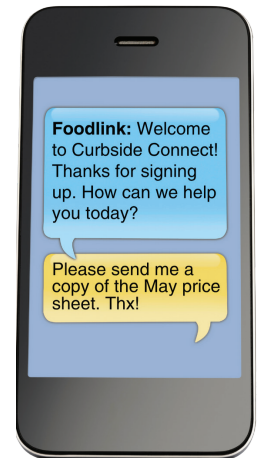 Foodlink: Welcome
to Curbside Connect!
Thanks for signing
up. How can we help
you today?
Please send me a
copy of the May price
sheet. Thx!